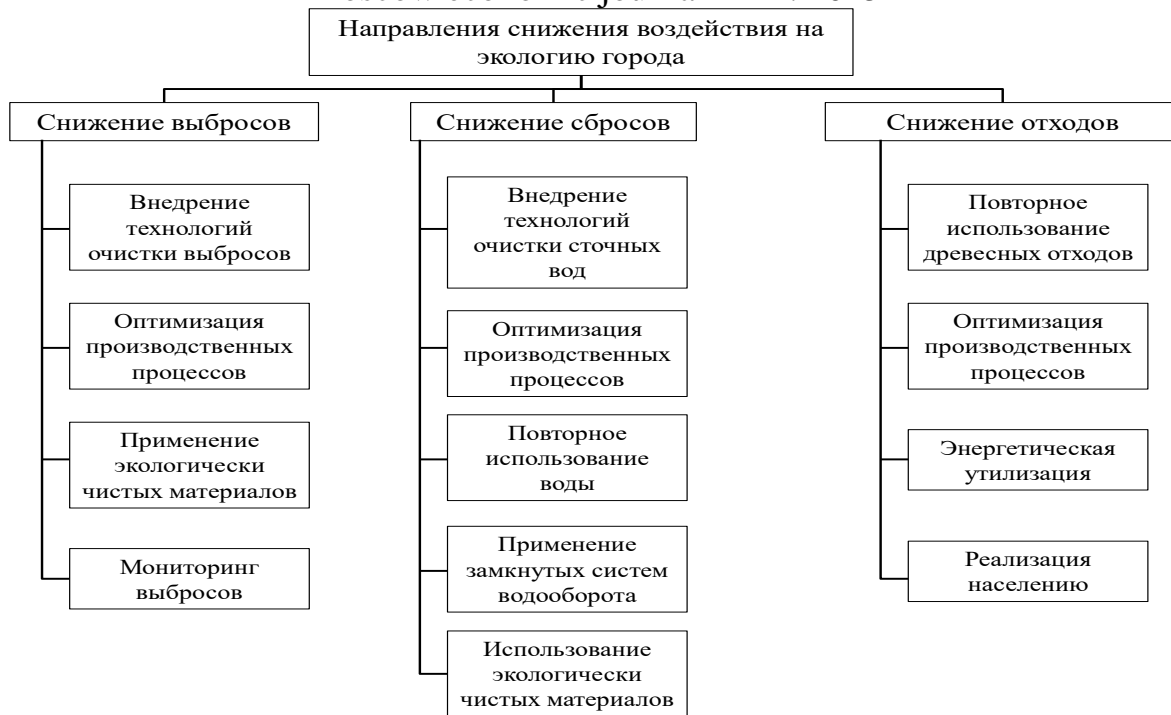 Направления снижения воздействия на
экологию города
Снижение выбросов
Внедрение
технологий
очистки выбросов
Оптимизация
производственных
процессов
Применение
экологически
чистых материалов
Мониторинг
выбросов
Снижение сбросов
Внедрение
технологий
очистки сточных
вод
Оптимизация
производственных
процессов
Повторное
использование
воды
Применение
замкнутых систем
водооборота
Использование
экологически
чистых материалов
Снижение отходов
Повторное
использование
древесных отходов
Оптимизация
производственных
процессов
Энергетическая
утилизация
Реализация
населению